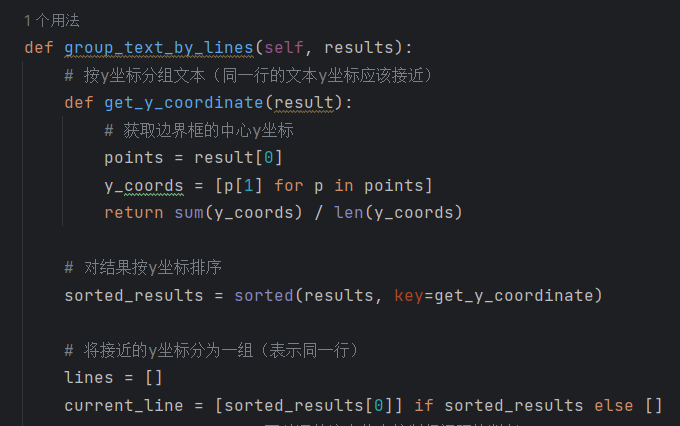 1 个用法
def group_text_by_lines(self, results):
# 按y坐标分组文本（同一行的文本y坐标应该接近）
def get_y_coordinate(result):
# 获取边界框的中心y坐标
points = result[0]
y_coords = [p[1] for p in points]
return sum(y_coords) / len(y_coords)
# 对结果按y坐标排序
sorted_results = sorted(results, key=get_y_coordinate)
# 将接近的y坐标分为一组（表示同一行）
lines = []
current_line = [sorted_results[0]] if sorted_results else []